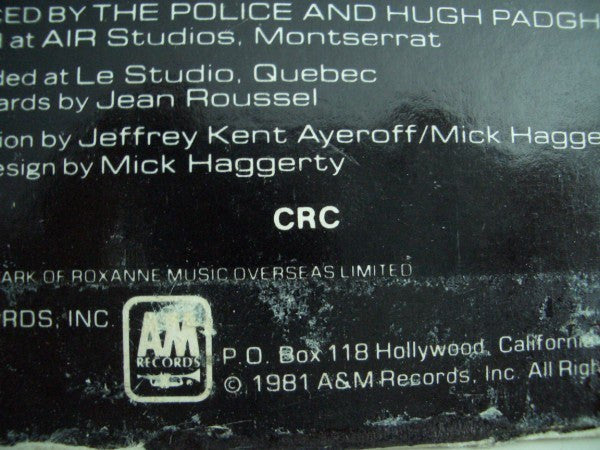 CED BY THE POLICE AND HUGH PADGH
d at AIR Studios, Montserrat
ded at Le Studio, Quebec
ards by Jean Roussel
ion by Jeffrey Kent Ayeroff/Mick Hagge
esign by Mick Haggerty
CRC
ARK OF ROXANNE MUSIC OVERSEAS LIMITED
RDS, INC.
A&M
RECORDS
P.O. Box 118 Hollywood, California
© 1981 A&M Records, Inc. All Righ